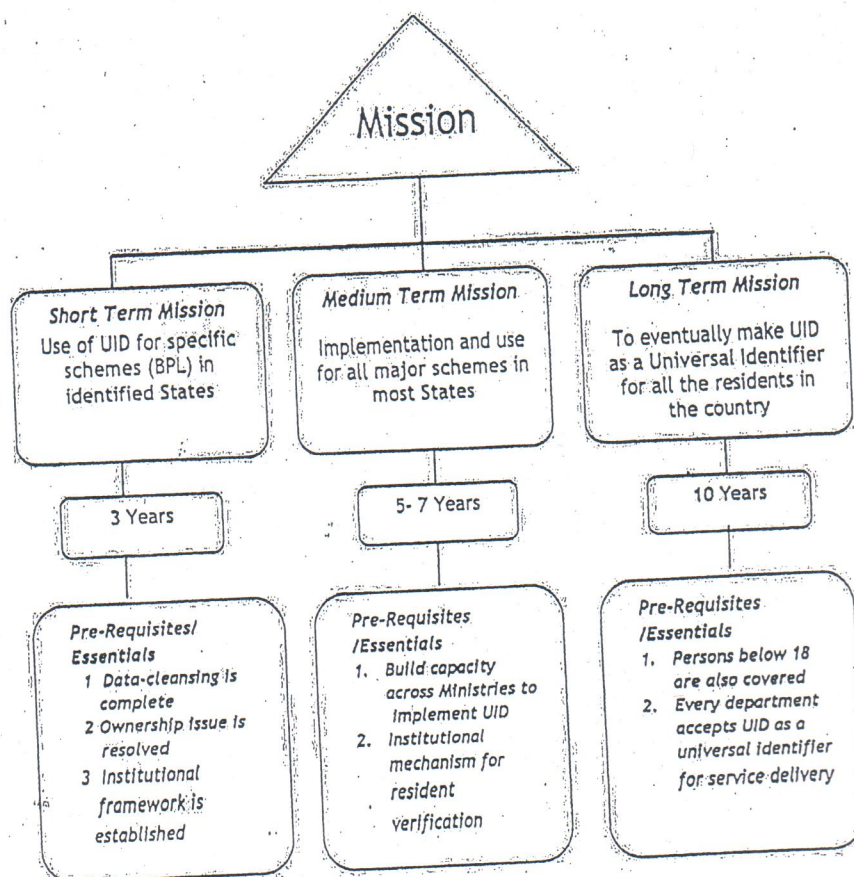 Mission
Short Term Mission
Use of UID for specific
schemes (BPL) in
identified States
Medium Term Mission
Implementation and use
for all major schemes in
most States
Long Term Mission
To eventually make UID
as a Universal Identifier
for all the residents in
the country
3 Years
5- 7 Years
10 Years
Pre-Requisites/
Essentials
1 Data-cleansing is
complete
2 Ownership issue is
resolved
3 Institutional
framework is
established
Pre-Requisites
/Essentials
1. Build capacity
across Ministries to
implement UID
2. Institutional
mechanism for
resident
verification
Pre-Requisites
/Essentials
1. Persons below 18
are also covered
2. Every department
accepts UID as a
universal identifier
for service delivery